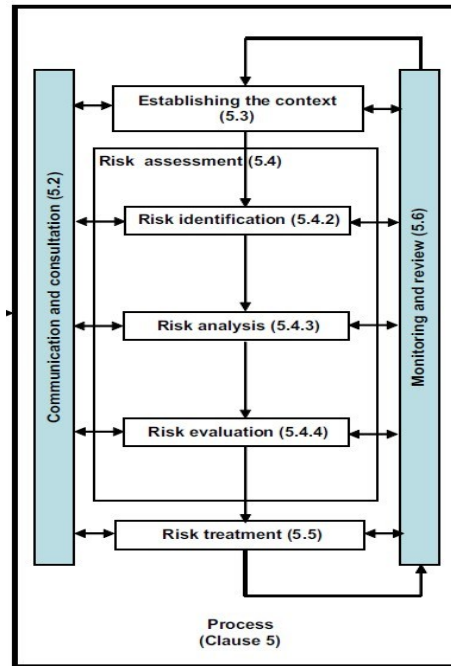 Establishing the context
(5.3)
Risk assessment (5.4)
Communication and consultation (5.2)
Risk identification (5.4.2)
Monitoring and review (5.6)
Risk analysis (5.4.3)
Risk evaluation (5.4.4)
Risk treatment (5.5)
Process
(Clause 5)